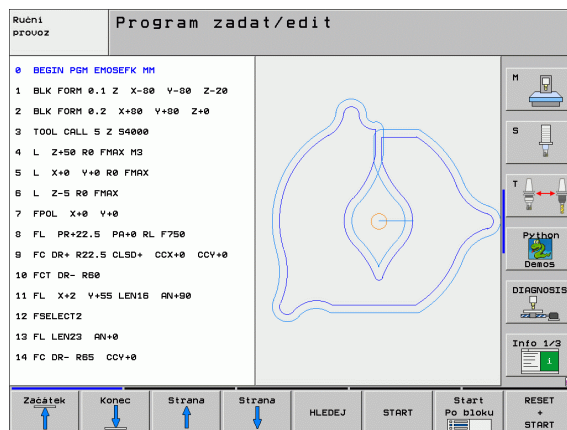 Ruční
provoz
Program zadat/edit
0 BEGIN PGM EMOSEFK MM
1 BLK FORM 0.1 Z X-80 Y-80 Z-20
2 BLK FORM 0.2 X+80 Y+80 Z+0
3 TOOL CALL 5 Z S4000
4 L Z+50 R0 FMAX M3
5 L X+0 Y+0 R0 FMAX
6 L Z-5 R0 FMAX
7 FPOL X+0 Y+0
8 FL PR+22.5 PA+0 RL F750
9 FC DR+ R22.5 CLSD+ CCX+0 CCY+0
10 FCT DR- R60
11 FL X+2 Y+55 LEN16 AN+90
12 FSELECT2
13 FL LEN23 AN+0
14 FC DR- R65 CCY+0
M
S
T
Python
Demos
DIAGNOSIS
Info 1/3
i
Začátek
Konec
Strana
Strana
HLEDEJ
START
Start
Po bloku
RESET
+
START